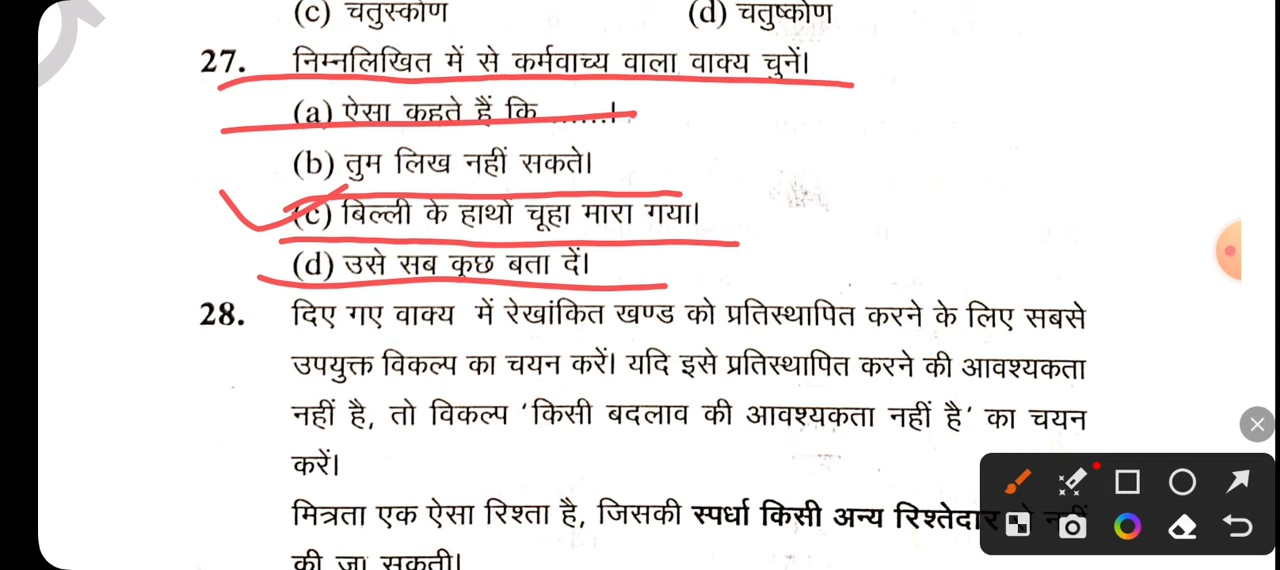 (c) चतुस्कोण (d) चतुष्कोण
27. निम्नलिखित में से कर्मवाच्य वाला वाक्य चुनें।
(a) ऐसा कहते हैं कि .......।
(b) तुम लिख नहीं सकते।
(c) बिल्ली के हाथो चूहा मारा गया।
(d) उसे सब कुछ बता दें।
28. दिए गए वाक्य में रेखांकित खण्ड को प्रतिस्थापित करने के लिए सबसे
उपयुक्त विकल्प का चयन करें। यदि इसे प्रतिस्थापित करने की आवश्यकता
नहीं है, तो विकल्प 'किसी बदलाव की आवश्यकता नहीं है' का चयन
करें।
मित्रता एक ऐसा रिश्ता है, जिसकी स्पर्धा किसी अन्य रिश्तेदार
की जा सकती।